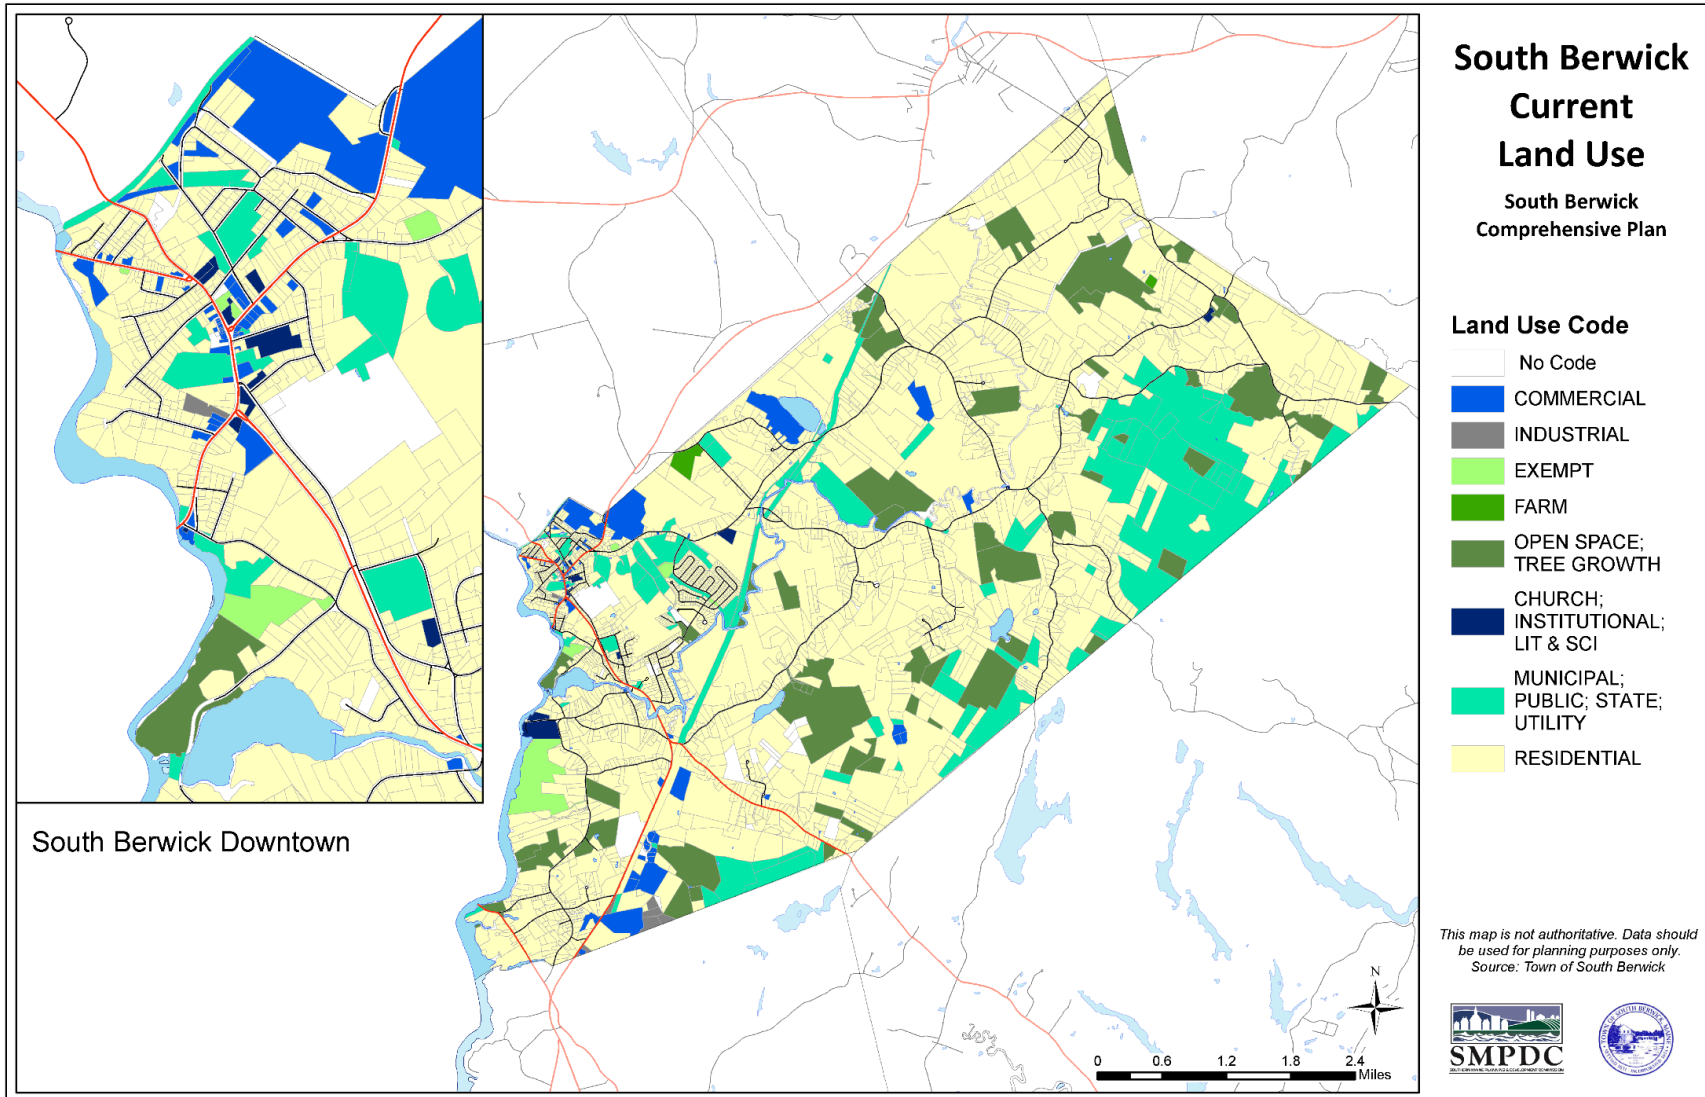 South Berwick
Current
Land Use
South Berwick
Comprehensive Plan
Land Use Code
No Code
COMMERCIAL
INDUSTRIAL
EXEMPT
FARM
OPEN SPACE;
TREE GROWTH
CHURCH;
INSTITUTIONAL;
LIT & SCI
MUNICIPAL;
PUBLIC; STATE;
UTILITY
RESIDENTIAL
South Berwick Downtown
This map is not authoritative. Data should
be used for planning purposes only.
Source: Town of South Berwick
N
0 0.6 1.2 1.8 2.4
Miles
SMPDC